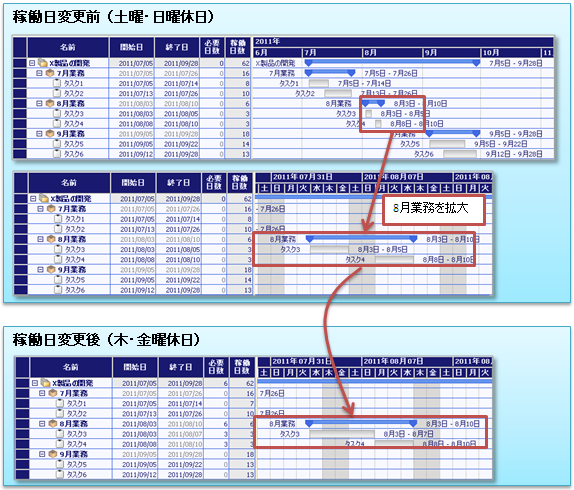 稼働日変更前（土曜･日曜休日）
名前 開始日 終了日 必要日数 稼働日数 2011年
6月 7月 8月 9月 10月 11
X製品の開発 2011/07/05 2011/09/28 0 62 X製品の開発 7月5日 - 9月28日
7月業務 2011/07/05 2011/07/26 0 16 7月業務 7月5日 - 7月26日
タスク1 2011/07/05 2011/07/14 0 8 タスク1 7月5日 - 7月14日
タスク2 2011/07/13 2011/07/26 0 10 タスク2 7月13日 - 7月26日
8月業務 2011/08/03 2011/08/10 0 6 8月業務 8月3日 - 8月10日
タスク3 2011/08/03 2011/08/05 0 3 タスク3 8月3日 - 8月5日
タスク4 2011/08/08 2011/08/10 0 3 タスク4 8月8日 - 8月10日
9月業務 2011/09/05 2011/09/28 0 18 9月業務 9月5日 - 9月28日
タスク5 2011/09/05 2011/09/22 0 14 タスク5 9月5日 - 9月22日
タスク6 2011/09/12 2011/09/28 0 13 タスク6 9月12日 - 9月28日
名前 開始日 終了日 必要日数 稼働日数 2011年07月31日 2011年08月07日 2011年08.
土 日 月 火 水 木 金 土 日 月 火 水 木 金 土 日 月 火
X製品の開発 2011/07/05 2011/09/28 0 62
7月業務 2011/07/05 2011/07/26 0 16 - 7月26日
8月業務を拡大
タスク1 2011/07/05 2011/07/14 0 8
タスク2 2011/07/13 2011/07/26 0 10 - 7月26日
8月業務 2011/08/03 2011/08/10 0 6 8月業務 8月3日 - 8月10日
タスク3 2011/08/03 2011/08/05 0 3 タスク3 8月3日 - 8月5日
タスク4 2011/08/08 2011/08/10 0 3 タスク4 8月8日 - 8月10日
9月業務 2011/09/05 2011/09/28 0 18
タスク5 2011/09/05 2011/09/22 0 14
タスク6 2011/09/12 2011/09/28 0 13
稼働日変更後（木･金曜休日）
名前 開始日 終了日 必要日数 稼働日数 2011年07月31日 2011年08月07日 2011年08.
土 日 月 火 水 木 金 土 日 月 火 水 木 金 土 日 月 火
X製品の開発 2011/07/05 2011/09/28 6 62
7月業務 2011/07/05 2011/07/26 0 16 7月26日
タスク1 2011/07/05 2011/07/14 0 7
タスク2 2011/07/13 2011/07/26 0 10 7月26日
8月業務 2011/08/03 2011/08/10 6 6 8月業務 8月3日 - 8月10日
タスク3 2011/08/03 2011/08/07 3 3 タスク3 8月3日 - 8月7日
タスク4 2011/08/08 2011/08/10 3 3 タスク4 8月8日 - 8月10日
9月業務 2011/09/05 2011/09/28 0 18
タスク5 2011/09/05 2011/09/22 0 13
タスク6 2011/09/12 2011/09/28 0 13